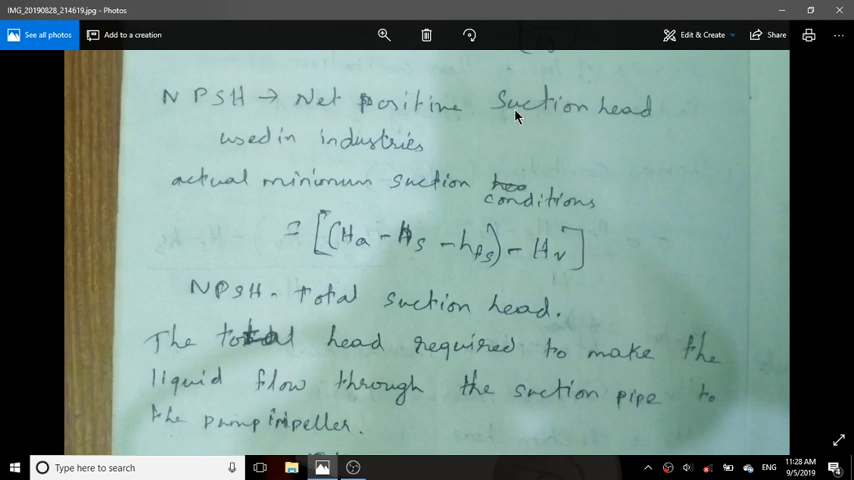 IMG_20190828_214619.jpg - Photos
See all photos
Add to a creation
Edit & Create
Share
NPSH → Net positive Suction head
used in industries
actual minimum suction conditions
= [(Ha - Hs - hfs) - Hv]
NPSH - total suction head.
The total head required to make the
liquid flow through the suction pipe to
the pump impeller.
Type here to search
ENG
11:28 AM
9/5/2019
4